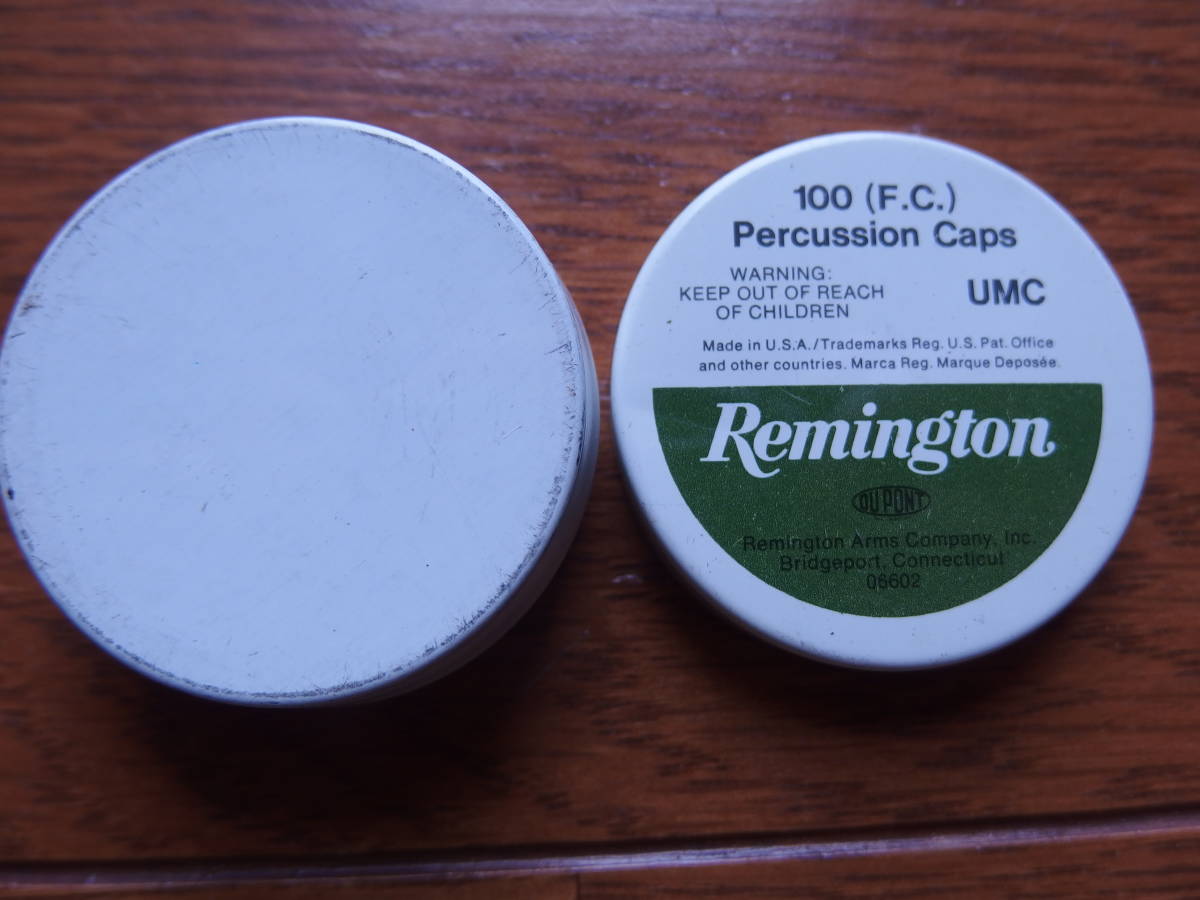 100 (F.C.)
Percussion Caps
WARNING:
KEEP OUT OF REACH
OF CHILDREN
UMC
Made in U.S.A./Trademarks Reg. U.S. Pat. Office
and other countries. Marca Reg. Marque Deposée.
Remington
DU PONT
Remington Arms Company, Inc.
Bridgeport, Connecticut
06602